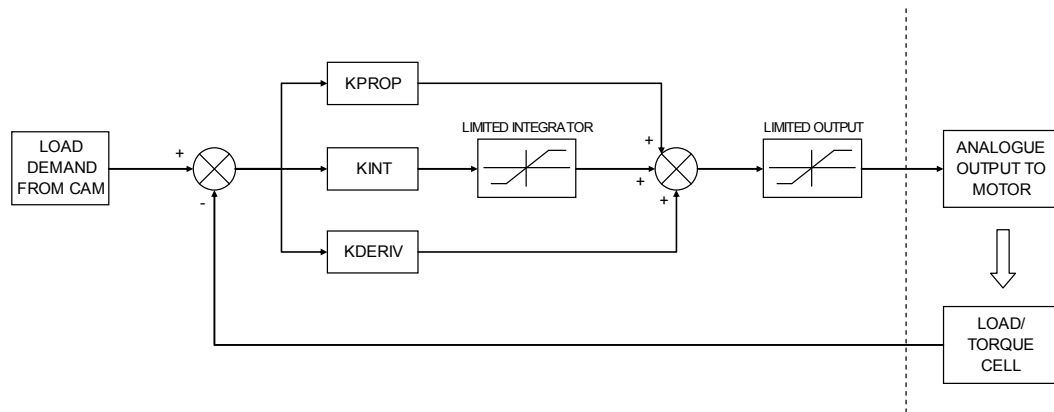 KPROP
LIMITED INTEGRATOR
LIMITED OUTPUT
LOAD
DEMAND
FROM CAM
+
-
KINT
+
+
+
ANALOGUE
OUTPUT TO
MOTOR
KDERIV
LOAD/
TORQUE
CELL